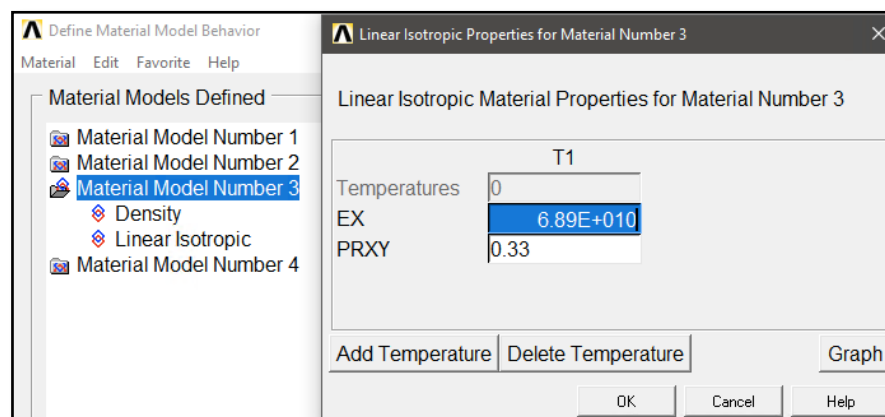 Define Material Model Behavior
Material Edit Favorite Help
Material Models Defined
Material Model Number 1
Material Model Number 2
Material Model Number 3
Density
Linear Isotropic
Material Model Number 4
Linear Isotropic Properties for Material Number 3
Linear Isotropic Material Properties for Material Number 3
T1
Temperatures 0
EX 6.89E+010
PRXY 0.33
Add Temperature Delete Temperature Graph
OK Cancel Help